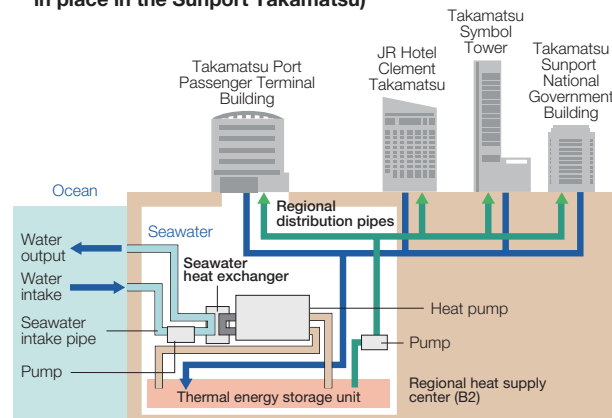 in place in the Sunport Takamatsu)
Takamatsu Port
Passenger Terminal
Building
JR Hotel
Clement
Takamatsu
Takamatsu
Symbol
Tower
Takamatsu
Sunport
National
Government
Building
Ocean
Seawater
Regional
distribution pipes
Water
output
Water
intake
Seawater
intake pipe
Pump
Seawater
heat exchanger
Heat pump
Pump
Regional heat supply
center (B2)
Thermal energy storage unit